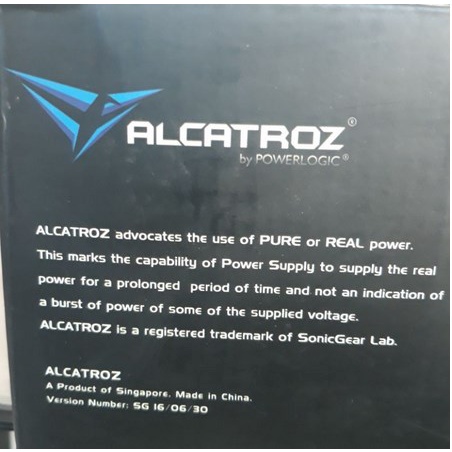 ALCATROZ®
by POWERLOGIC®
ALCATROZ advocates the use of PURE or REAL power.
This marks the capability of Power Supply to supply the real
power for a prolonged period of time and not an indication of
a burst of power of some of the supplied voltage.
ALCATROZ is a registered trademark of SonicGear Lab.
ALCATROZ
A Product of Singapore. Made in China.
Version Number: SG 16/06/30